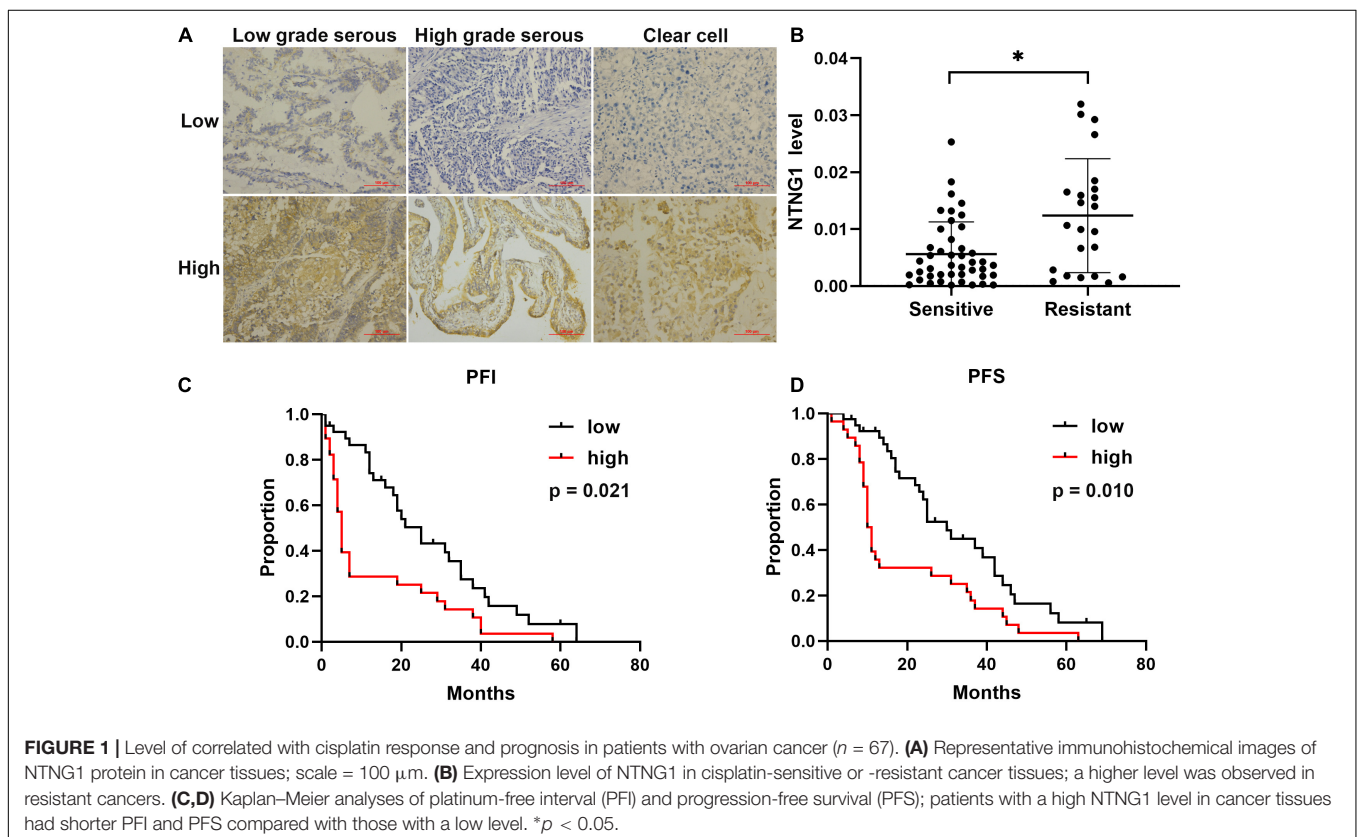 A
Low grade serous High grade serous Clear cell
Low
High
100 μm
100 μm
100 μm
100 μm
B
*
NTNG1 level
0.04
0.03
0.02
0.01
0.00
Sensitive Resistant
C
PFI
low
high
p = 0.021
Proportion
1.0
0.8
0.6
0.4
0.2
0.0
0 20 40 60 80
Months
D
PFS
low
high
p = 0.010
Proportion
1.0
0.8
0.6
0.4
0.2
0.0
0 20 40 60 80
Months
FIGURE 1 | Level of correlated with cisplatin response and prognosis in patients with ovarian cancer (n = 67). (A) Representative immunohistochemical images of
NTNG1 protein in cancer tissues; scale = 100 μm. (B) Expression level of NTNG1 in cisplatin-sensitive or -resistant cancer tissues; a higher level was observed in
resistant cancers. (C,D) Kaplan–Meier analyses of platinum-free interval (PFI) and progression-free survival (PFS); patients with a high NTNG1 level in cancer tissues
had shorter PFI and PFS compared with those with a low level. *p < 0.05.